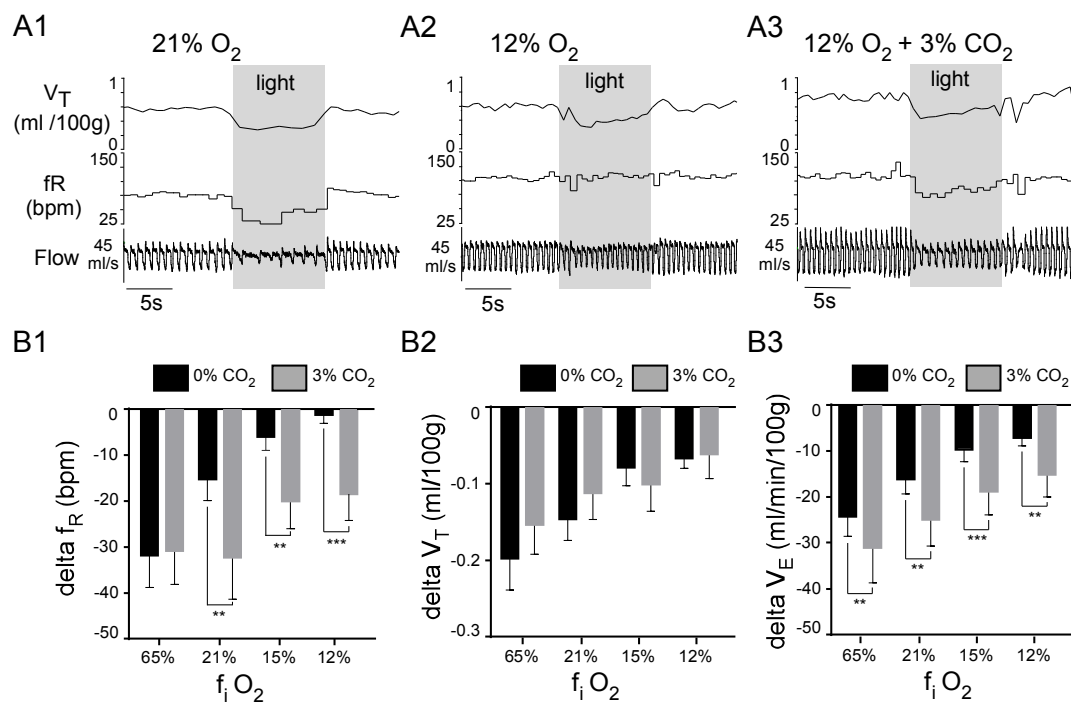 A1
21% O2
light
VT
(ml /100g)
1
0
fR
(bpm)
150
25
Flow
45
ml/s
5s
A2
12% O2
light
1
0
150
25
45
ml/s
5s
A3
12% O2 + 3% CO2
light
1
0
150
25
45
ml/s
5s
B1
0% CO2
3% CO2
delta fR (bpm)
0
-10
-20
-30
-40
-50
**
**
***
65%
21%
15%
12%
fi O2
B2
0% CO2
3% CO2
delta VT (ml/100g)
0
-0.1
-0.2
-0.3
65%
21%
15%
12%
fi O2
B3
0% CO2
3% CO2
delta VE (ml/min/100g)
0
-10
-20
-30
-40
-50
**
**
***
**
65%
21%
15%
12%
fi O2